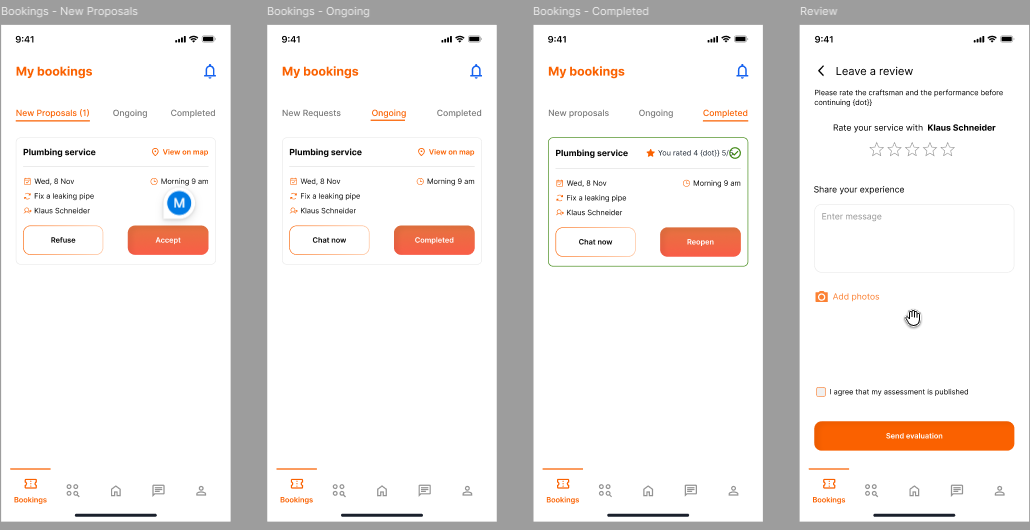 Bookings - New Proposals
9:41
My bookings
New Proposals (1) Ongoing Completed
Plumbing service View on map
Wed, 8 Nov Morning 9 am
Fix a leaking pipe
Klaus Schneider
M
Refuse Accept
Bookings
Bookings - Ongoing
9:41
My bookings
New Requests Ongoing Completed
Plumbing service View on map
Wed, 8 Nov Morning 9 am
Fix a leaking pipe
Klaus Schneider
Chat now Completed
Bookings
Bookings - Completed
9:41
My bookings
New proposals Ongoing Completed
Plumbing service You rated 4 {dot}} 5/5
Wed, 8 Nov Morning 9 am
Fix a leaking pipe
Klaus Schneider
Chat now Reopen
Bookings
Review
9:41
Leave a review
Please rate the craftsman and the performance before
continuing {dot}}
Rate your service with Klaus Schneider
Share your experience
Enter message
Add photos
I agree that my assessment is published
Send evaluation
Bookings